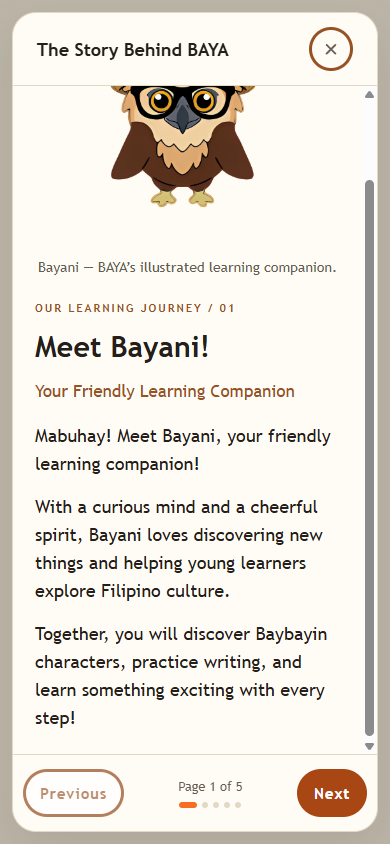 The Story Behind BAYA
Bayani — BAYA's illustrated learning companion.
OUR LEARNING JOURNEY / 01
Meet Bayani!
Your Friendly Learning Companion
Mabuhay! Meet Bayani, your friendly
learning companion!
With a curious mind and a cheerful
spirit, Bayani loves discovering new
things and helping young learners
explore Filipino culture.
Together, you will discover Baybayin
characters, practice writing, and
learn something exciting with every
step!
Previous
Page 1 of 5
Next